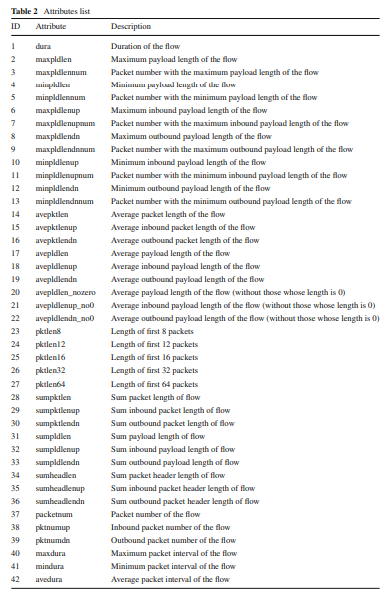 Table 2 Attributes list
ID Attribute Description
1 dura Duration of the flow
2 maxpldlen Maximum payload length of the flow
3 maxpldlennum Packet number with the maximum payload length of the flow
4 minpldlen Minimum payload length of the flow
5 minpldlennum Packet number with the minimum payload length of the flow
6 maxpldlenup Maximum inbound payload length of the flow
7 maxpldlenupnum Packet number with the maximum inbound payload length of the flow
8 maxpldlendn Maximum outbound payload length of the flow
9 maxpldlendnnum Packet number with the maximum outbound payload length of the flow
10 minpldlenup Minimum inbound payload length of the flow
11 minpldlenupnum Packet number with the minimum inbound payload length of the flow
12 minpldlendn Minimum outbound payload length of the flow
13 minpldlendnnum Packet number with the minimum outbound payload length of the flow
14 avepktlen Average packet length of the flow
15 avepktlenup Average inbound packet length of the flow
16 avepktlendn Average outbound packet length of the flow
17 avepldlen Average payload length of the flow
18 avepldlenup Average inbound payload length of the flow
19 avepldlendn Average outbound payload length of the flow
20 avepldlen_nozero Average payload length of the flow (without those whose length is 0)
21 avepldlenup_no0 Average inbound payload length of the flow (without those whose length is 0)
22 avepldlendn_no0 Average outbound payload length of the flow (without those whose length is 0)
23 pktlen8 Length of first 8 packets
24 pktlen12 Length of first 12 packets
25 pktlen16 Length of first 16 packets
26 pktlen32 Length of first 32 packets
27 pktlen64 Length of first 64 packets
28 sumpktlen Sum packet length of flow
29 sumpktlenup Sum inbound packet length of flow
30 sumpktlendn Sum outbound packet length of flow
31 sumpldlen Sum payload length of flow
32 sumpldlenup Sum inbound payload length of flow
33 sumpldlendn Sum outbound payload length of flow
34 sumheadlen Sum packet header length of flow
35 sumheadlenup Sum inbound packet header length of flow
36 sumheadlendn Sum outbound packet header length of flow
37 packetnum Packet number of the flow
38 pktnumup Inbound packet number of the flow
39 pktnumdn Outbound packet number of the flow
40 maxdura Maximum packet interval of the flow
41 mindura Minimum packet interval of the flow
42 avedura Average packet interval of the flow